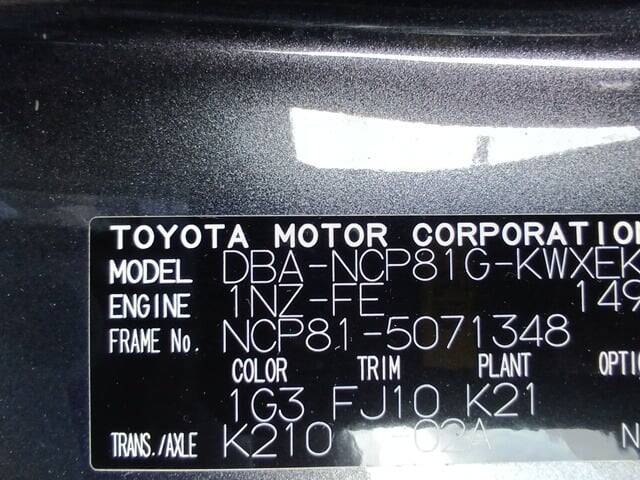 TOYOTA MOTOR CORPORATION
MODEL DBA-NCP81G-KWXEK
ENGINE 1NZ-FE 149
FRAME No. NCP81-5071348
COLOR TRIM PLANT OPTI
1G3 FJ10 K21
TRANS./AXLE K210 -02A N